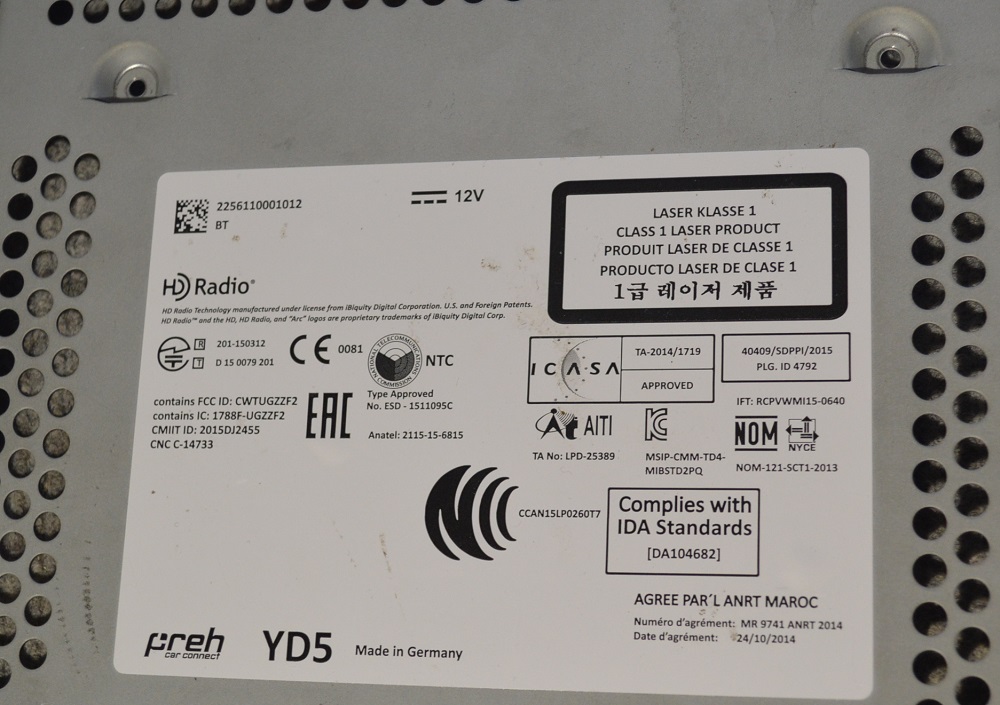 2256110001012
BT
12V
LASER KLASSE 1
CLASS 1 LASER PRODUCT
PRODUIT LASER DE CLASSE 1
PRODUCTO LASER DE CLASE 1
1급 레이저 제품
HD Radio®
HD Radio Technology manufactured under license from iBiquity Digital Corporation. U.S. and Foreign Patents.
HD Radio™ and the HD, HD Radio, and "Arc" logos are proprietary trademarks of iBiquity Digital Corp.
R 201-150312
T D 15 0079 201
CE 0081
NATIONAL TELECOMMUNICATIONS COMMISSION
NTC
Type Approved
No. ESD - 1511095C
ICASA
TA-2014/1719
APPROVED
40409/SDPPI/2015
PLG. ID 4792
IFT: RCPVWMI15-0640
contains FCC ID: CWTUGZZF2
contains IC: 1788F-UGZZF2
CMIIT ID: 2015DJ2455
CNC C-14733
EAC
Anatel: 2115-15-6815
AITI
TA No: LPD-25389
MSIP-CMM-TD4-
MIBSTD2PQ
NOM
NYCE
NOM-121-SCT1-2013
CCAN15LP0260T7
Complies with
IDA Standards
[DA104682]
AGREE PAR´L ANRT MAROC
Numéro d'agrément: MR 9741 ANRT 2014
Date d'agrément: 24/10/2014
preh
car connect
YD5
Made in Germany